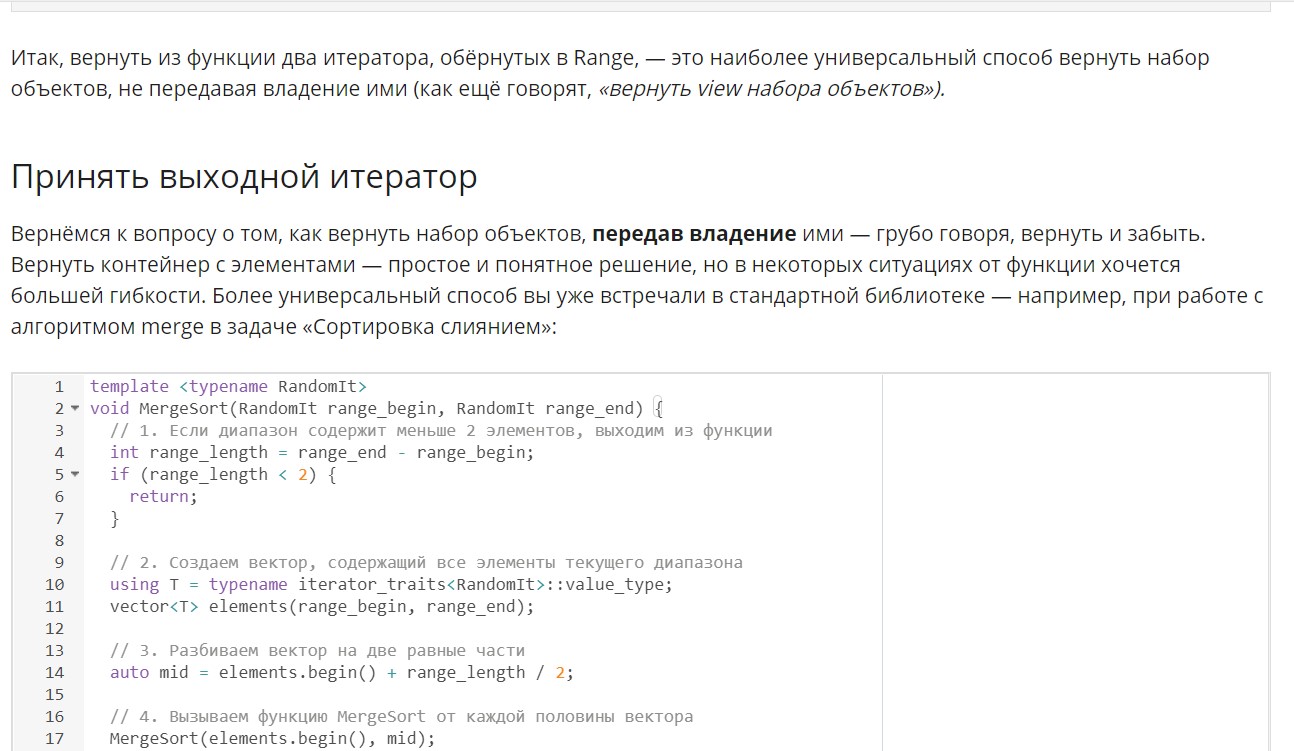 Итак, вернуть из функции два итератора, обёрнутых в Range, — это наиболее универсальный способ вернуть набор
объектов, не передавая владение ими (как ещё говорят, «вернуть view набора объектов»).
Принять выходной итератор
Вернёмся к вопросу о том, как вернуть набор объектов, передав владение ими — грубо говоря, вернуть и забыть.
Вернуть контейнер с элементами — простое и понятное решение, но в некоторых ситуациях от функции хочется
большей гибкости. Более универсальный способ вы уже встречали в стандартной библиотеке — например, при работе с
алгоритмом merge в задаче «Сортировка слиянием»:
1 template <typename RandomIt>
2 void MergeSort(RandomIt range_begin, RandomIt range_end) {
3 // 1. Если диапазон содержит меньше 2 элементов, выходим из функции
4 int range_length = range_end - range_begin;
5 if (range_length < 2) {
6 return;
7 }
8
9 // 2. Создаем вектор, содержащий все элементы текущего диапазона
10 using T = typename iterator_traits<RandomIt>::value_type;
11 vector<T> elements(range_begin, range_end);
12
13 // 3. Разбиваем вектор на две равные части
14 auto mid = elements.begin() + range_length / 2;
15
16 // 4. Вызываем функцию MergeSort от каждой половины вектора
17 MergeSort(elements.begin(), mid);